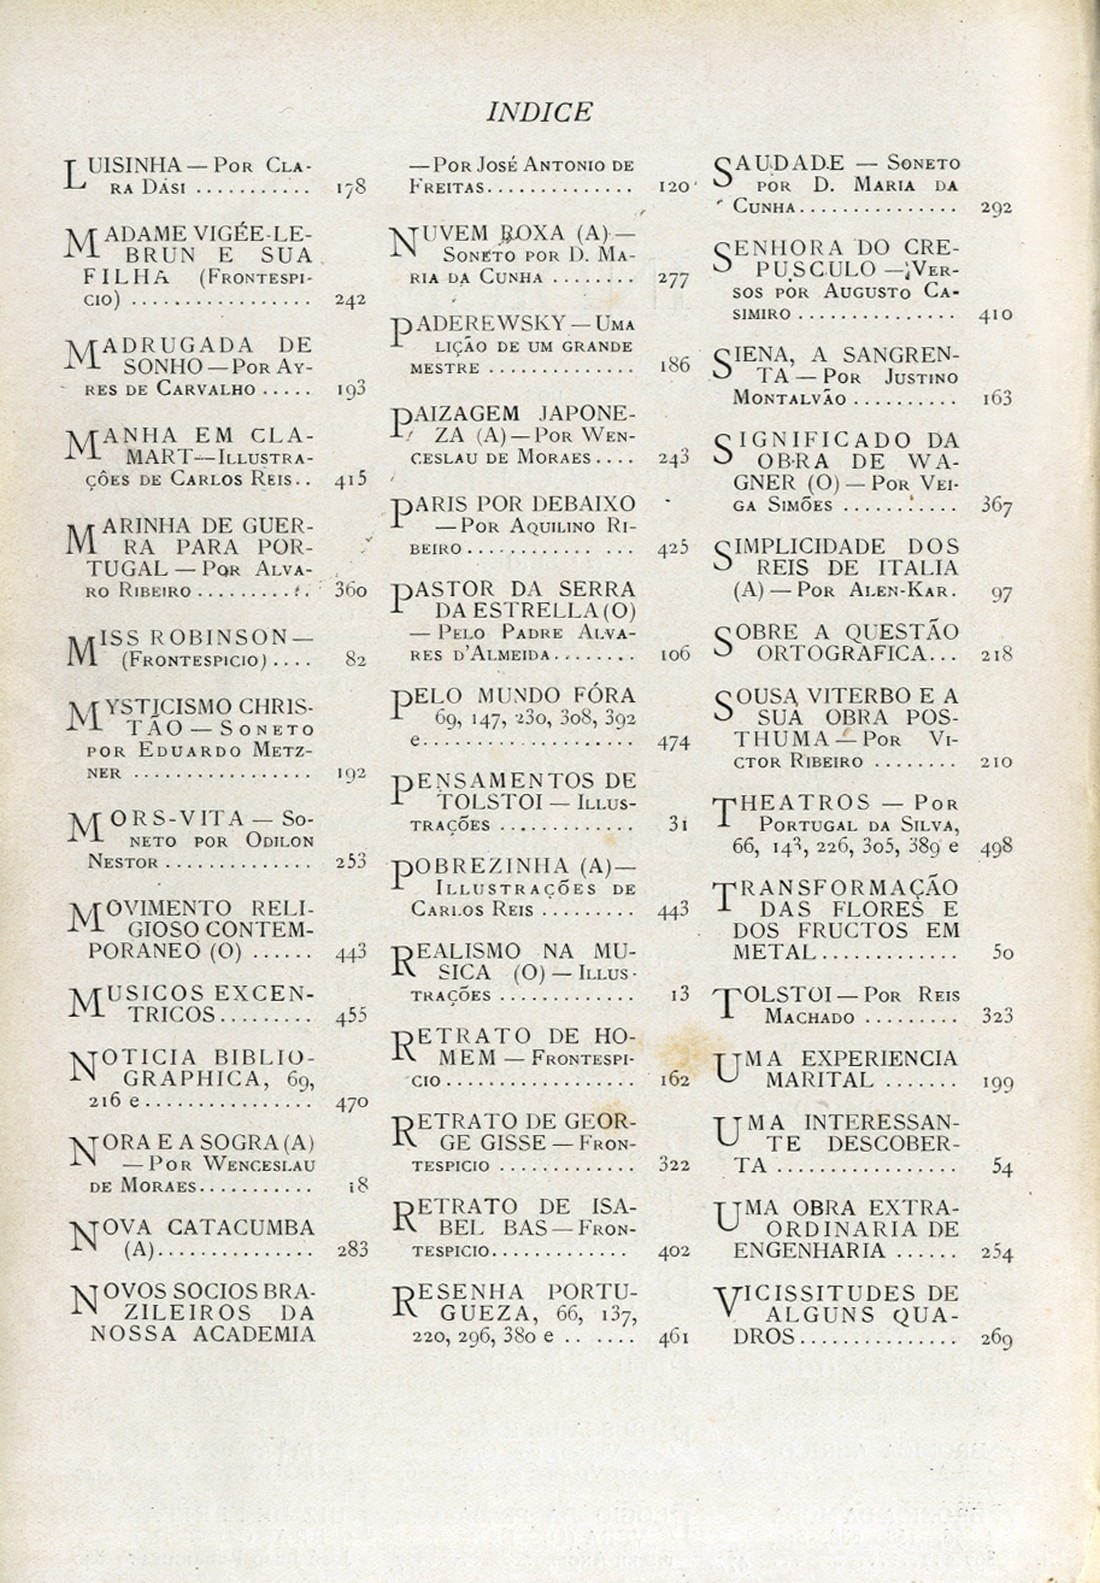 INDICE
LUISINHA — Por Cla-
ra Dási ........... 178
MADAME VIGÉE-LE-
BRUN E SUA
FILHA (Frontespi-
cio) ................. 242
MADRUGADA DE
SONHO — Por Ay-
res de Carvalho ..... 193
MANHA EM CLA-
MART — Illustra-
ções de Carlos Reis.. 415
MARINHA DE GUER-
RA PARA POR-
TUGAL — Por Alva-
ro Ribeiro........... 360
MISS ROBINSON —
(Frontespicio).... 82
MYSTICISMO CHRIS-
TÃO — Soneto
por Eduardo Metz-
ner ................. 192
MORS-VITA — So-
neto por Odilon
Nestor .............. 253
MOVIMENTO RELI-
GIOSO CONTEM-
PORANEO (O) ...... 443
MUSICOS EXCEN-
TRICOS......... 455
NOTICIA BIBLIO-
GRAPHICA, 69,
216 e................ 470
NORA E A SOGRA (A)
— Por Wenceslau
de Moraes........... 18
NOVA CATACUMBA
(A)............... 283
NOVOS SOCIOS BRA-
ZILEIROS DA
NOSSA ACADEMIA
— Por José Antonio de
Freitas.............. 120
NUVEM ROXA (A) —
Soneto por D. Ma-
ria da Cunha ........ 277
PADEREWSKY — Uma
lição de um grande
mestre .............. 186
PAIZAGEM JAPONE-
ZA (A) — Por Wen-
ceslau de Moraes.... 243
PARIS POR DEBAIXO
— Por Aquilino Ri-
beiro............ ... 425
PASTOR DA SERRA
DA ESTRELLA (O)
— Pelo Padre Alva-
res d'Almeida........ 106
PELO MUNDO FÓRA
69, 147, 230, 308, 392
e.................... 474
PENSAMENTOS DE
TOLSTOI — Illus-
trações ............. 31
POBREZINHA (A) —
Illustrações de
Carlos Reis ......... 443
REALISMO NA MU-
SICA (O) — Illus-
trações ............. 13
RETRATO DE HO-
MEM — Frontespi-
cio.................. 162
RETRATO DE GEOR-
GE GISSE — Fron-
tespicio ............. 322
RETRATO DE ISA-
BEL BAS — Fron-
tespicio............. 402
RESENHA PORTU-
GUEZA, 66, 137,
220, 296, 380 e .. .... 461
SAUDADE — Soneto
por D. Maria da
Cunha............... 292
SENHORA DO CRE-
PUSCULO — Ver-
sos por Augusto Ca-
simiro ............... 410
SIENA, A SANGREN-
TA — Por Justino
Montalvão .......... 163
SIGNIFICADO DA
OBRA DE WA-
GNER (O) — Por Vei-
ga Simões ........... 367
SIMPLICIDADE DOS
REIS DE ITALIA
(A) — Por Alen-Kar. 97
SOBRE A QUESTÃO
ORTOGRAFICA... 218
SOUSA VITERBO E A
SUA OBRA POS-
THUMA — Por Vi-
ctor Ribeiro ........ 210
THEATROS — Por
Portugal da Silva,
66, 143, 226, 305, 389 e 498
TRANSFORMAÇÃO
DAS FLORES E
DOS FRUCTOS EM
METAL............. 50
TOLSTOI — Por Reis
Machado ......... 323
UMA EXPERIENCIA
MARITAL ....... 199
UMA INTERESSAN-
TE DESCOBER-
TA ................. 54
UMA OBRA EXTRA-
ORDINARIA DE
ENGENHARIA ...... 254
VICISSITUDES DE
ALGUNS QUA-
DROS............... 269